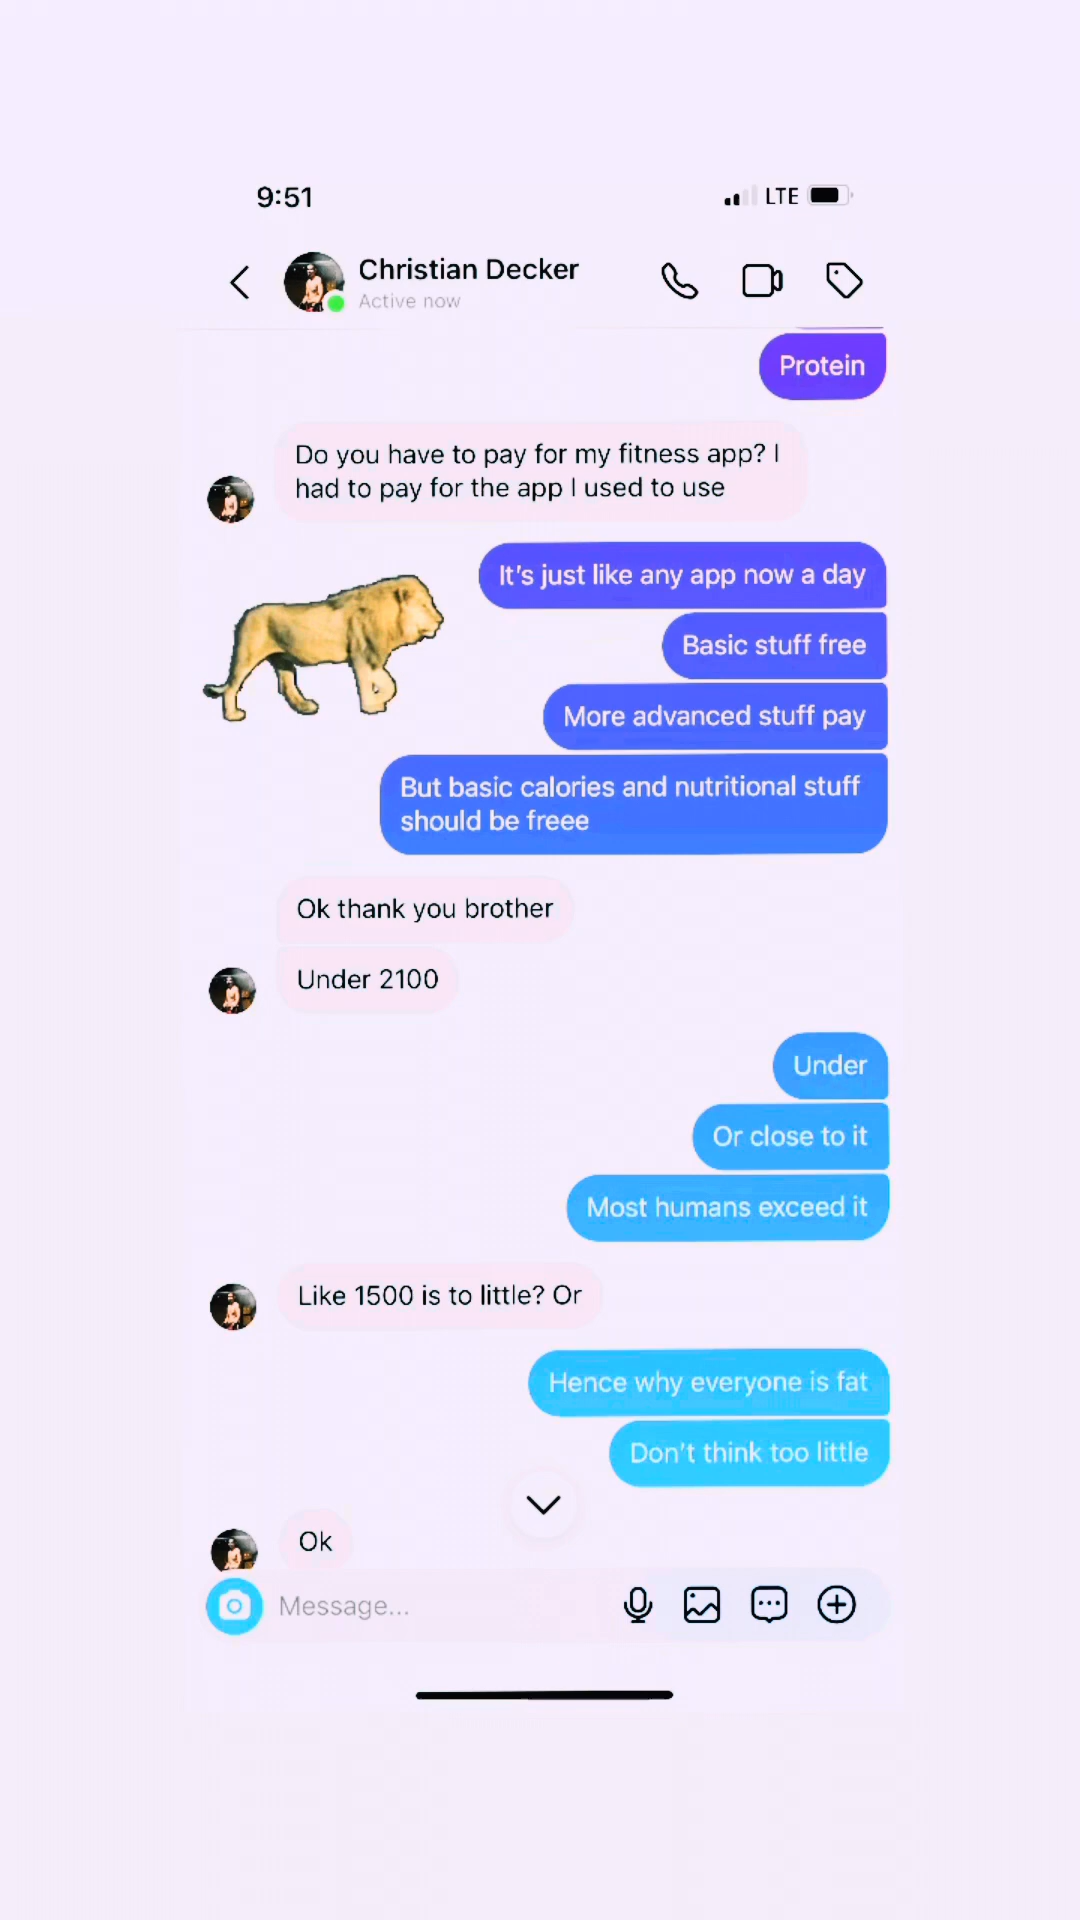 9:51
LTE
Christian Decker
Active now
Protein
Do you have to pay for my fitness app? I
had to pay for the app I used to use
It's just like any app now a day
Basic stuff free
More advanced stuff pay
But basic calories and nutritional stuff
should be freee
Ok thank you brother
Under 2100
Under
Or close to it
Most humans exceed it
Like 1500 is to little? Or
Hence why everyone is fat
Don't think too little
Ok
Message...